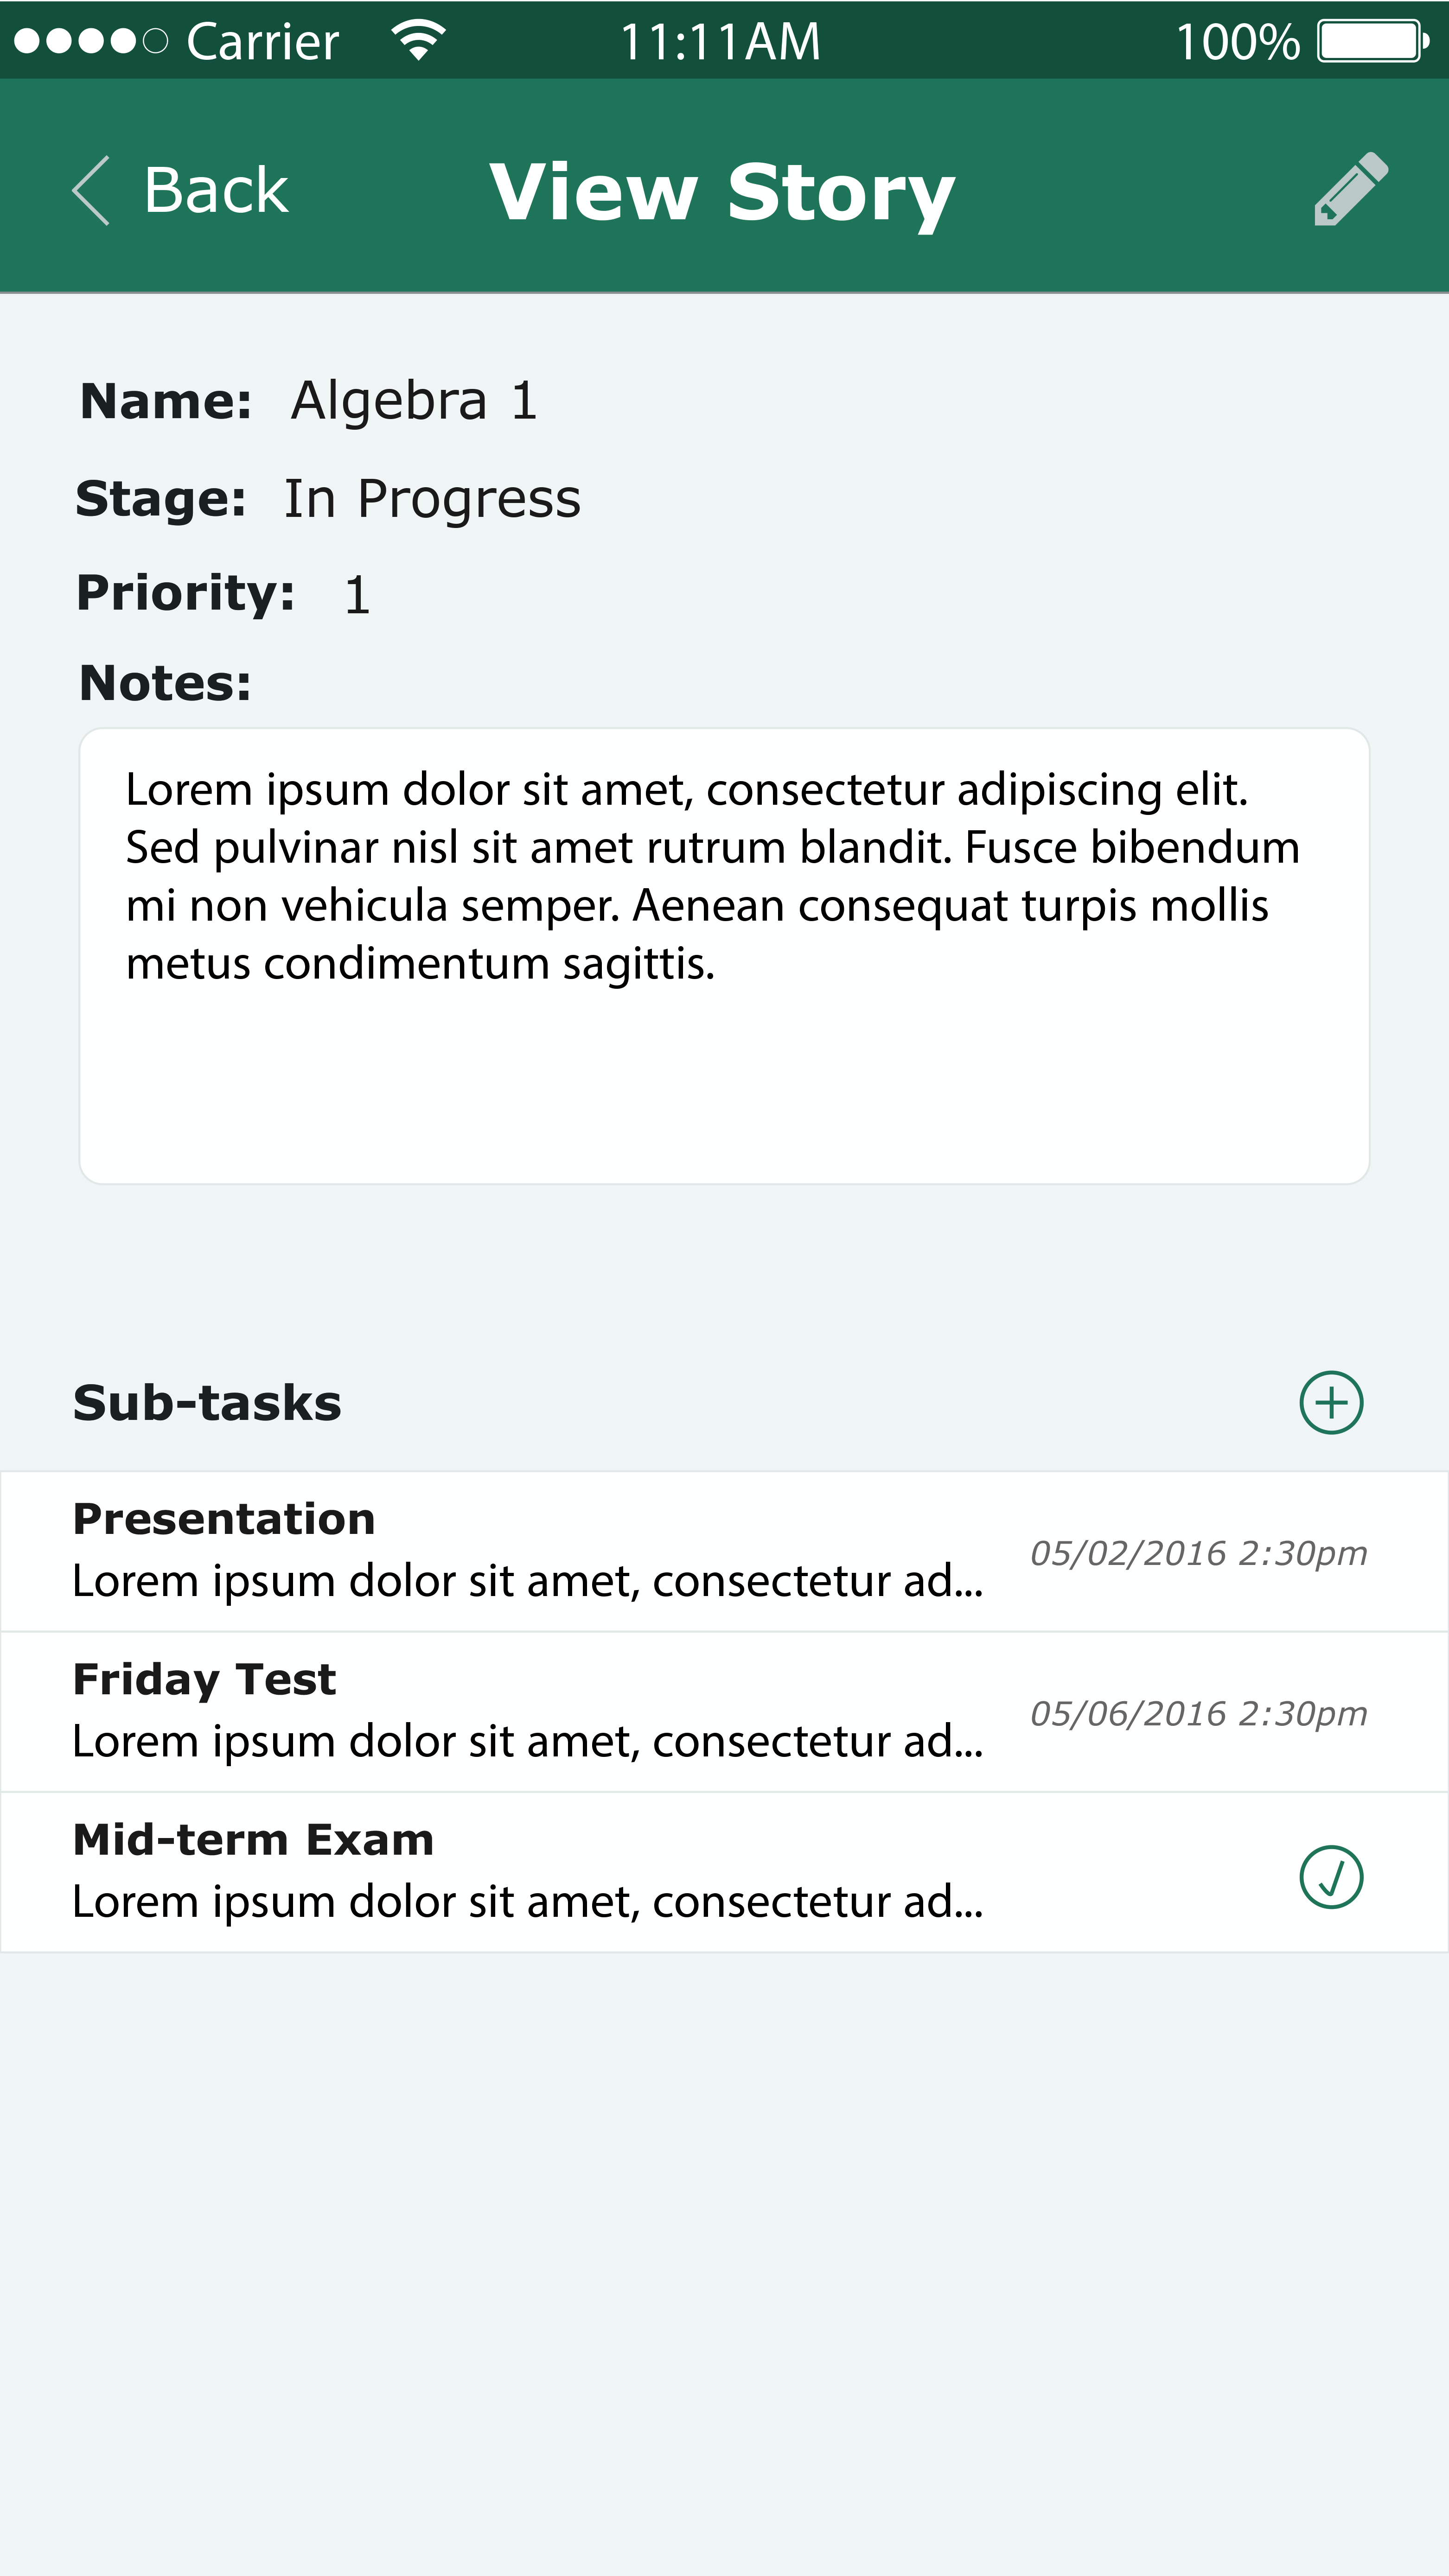 Carrier 11:11AM 100%
Back View Story
Name: Algebra 1
Stage: In Progress
Priority: 1
Notes:
Lorem ipsum dolor sit amet, consectetur adipiscing elit.
Sed pulvinar nisl sit amet rutrum blandit. Fusce bibendum
mi non vehicula semper. Aenean consequat turpis mollis
metus condimentum sagittis.
Sub-tasks
Presentation
Lorem ipsum dolor sit amet, consectetur ad...
05/02/2016 2:30pm
Friday Test
Lorem ipsum dolor sit amet, consectetur ad...
05/06/2016 2:30pm
Mid-term Exam
Lorem ipsum dolor sit amet, consectetur ad...